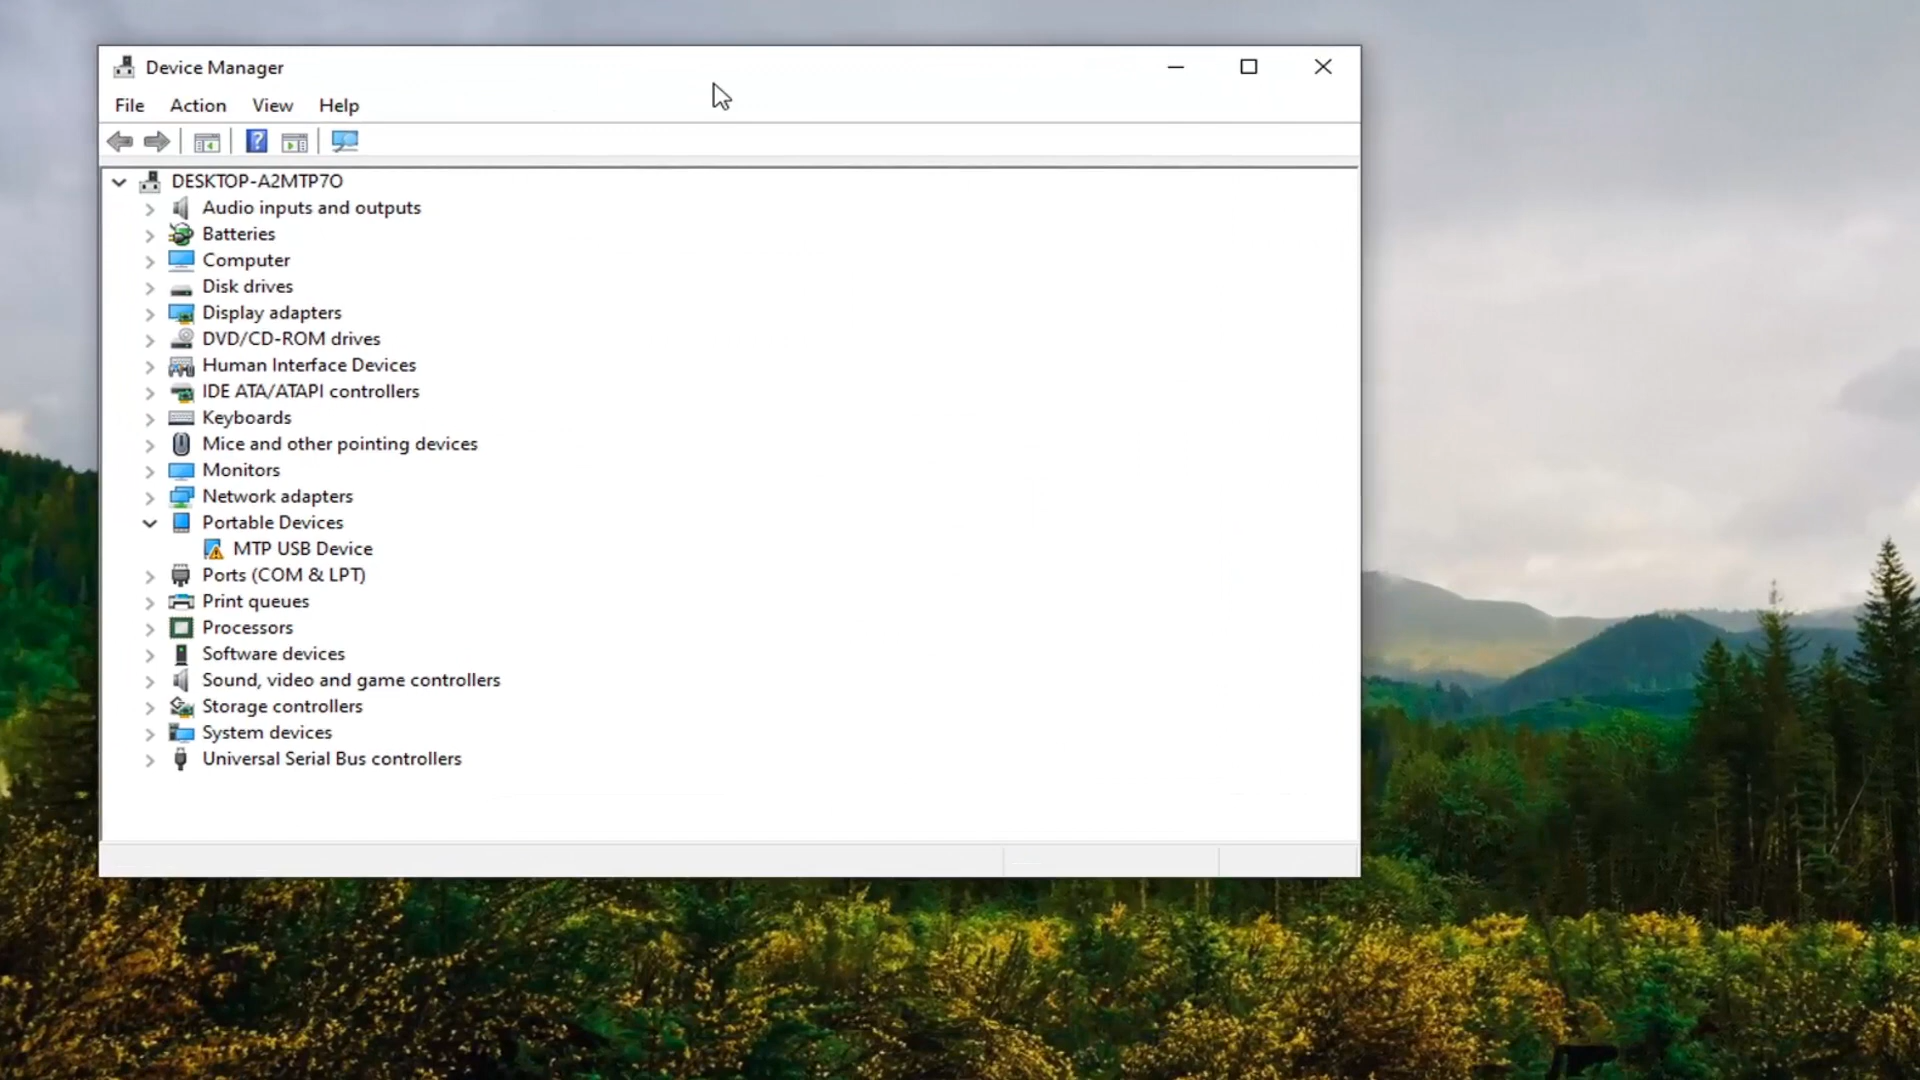 Device Manager
File Action View Help
?
DESKTOP-A2MTP7O
Audio inputs and outputs
Batteries
Computer
Disk drives
Display adapters
DVD/CD-ROM drives
Human Interface Devices
IDE ATA/ATAPI controllers
Keyboards
Mice and other pointing devices
Monitors
Network adapters
Portable Devices
MTP USB Device
Ports (COM & LPT)
Print queues
Processors
Software devices
Sound, video and game controllers
Storage controllers
System devices
Universal Serial Bus controllers